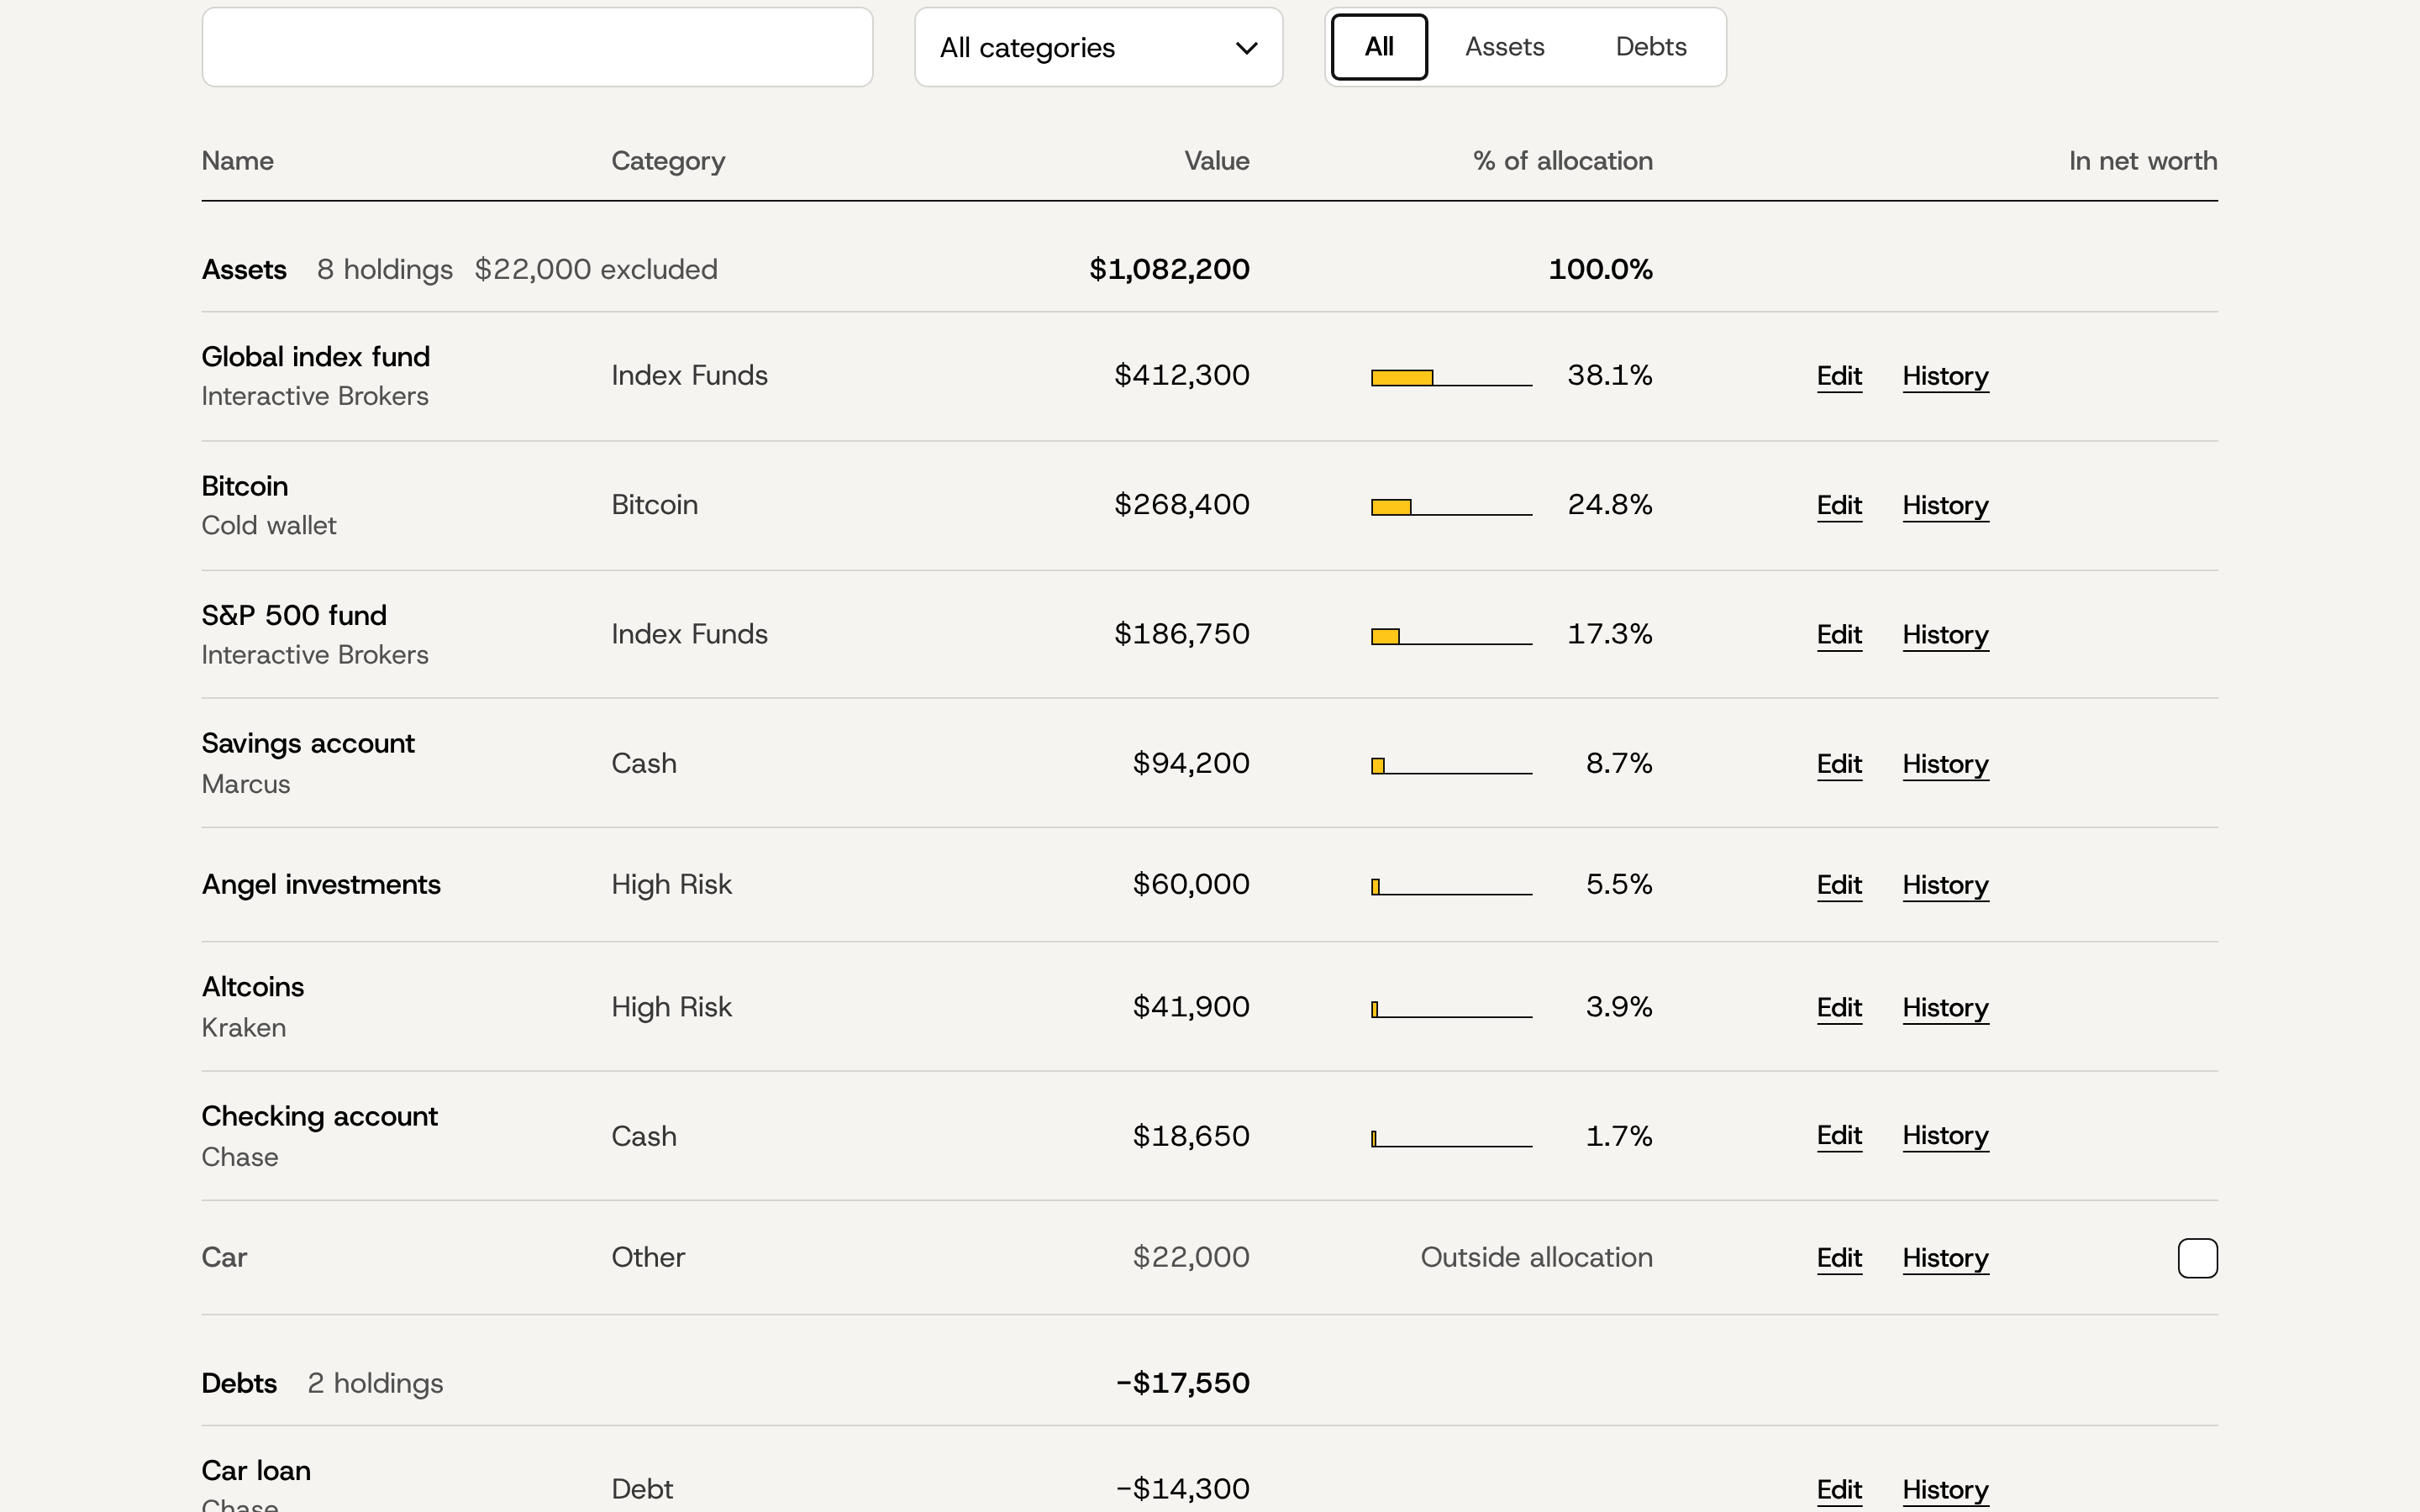 All categories
All Assets Debts
Name Category Value % of allocation In net worth
Assets 8 holdings $22,000 excluded $1,082,200 100.0%
Global index fund
Interactive Brokers
Index Funds $412,300 38.1% Edit History
Bitcoin
Cold wallet
Bitcoin $268,400 24.8% Edit History
S&P 500 fund
Interactive Brokers
Index Funds $186,750 17.3% Edit History
Savings account
Marcus
Cash $94,200 8.7% Edit History
Angel investments High Risk $60,000 5.5% Edit History
Altcoins
Kraken
High Risk $41,900 3.9% Edit History
Checking account
Chase
Cash $18,650 1.7% Edit History
Car Other $22,000 Outside allocation Edit History
Debts 2 holdings −$17,550
Car loan
Chase
Debt −$14,300 Edit History